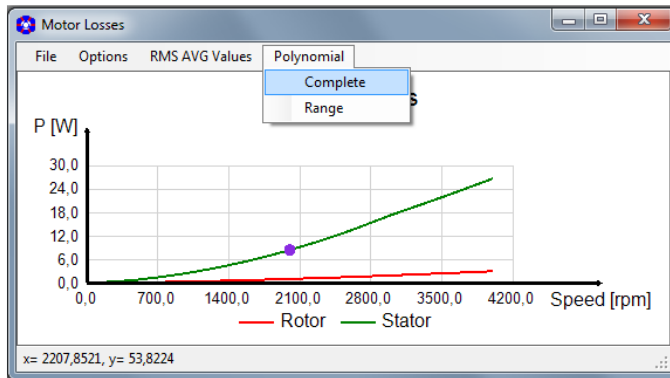 Motor Losses
File Options RMS AVG Values Polynomial
Complete
Range
s
P [W]
30,0
24,0
18,0
12,0
6,0
0,0
0,0 700,0 1400,0 2100,0 2800,0 3500,0 4200,0 Speed [rpm]
Rotor Stator
x= 2207,8521, y= 53,8224